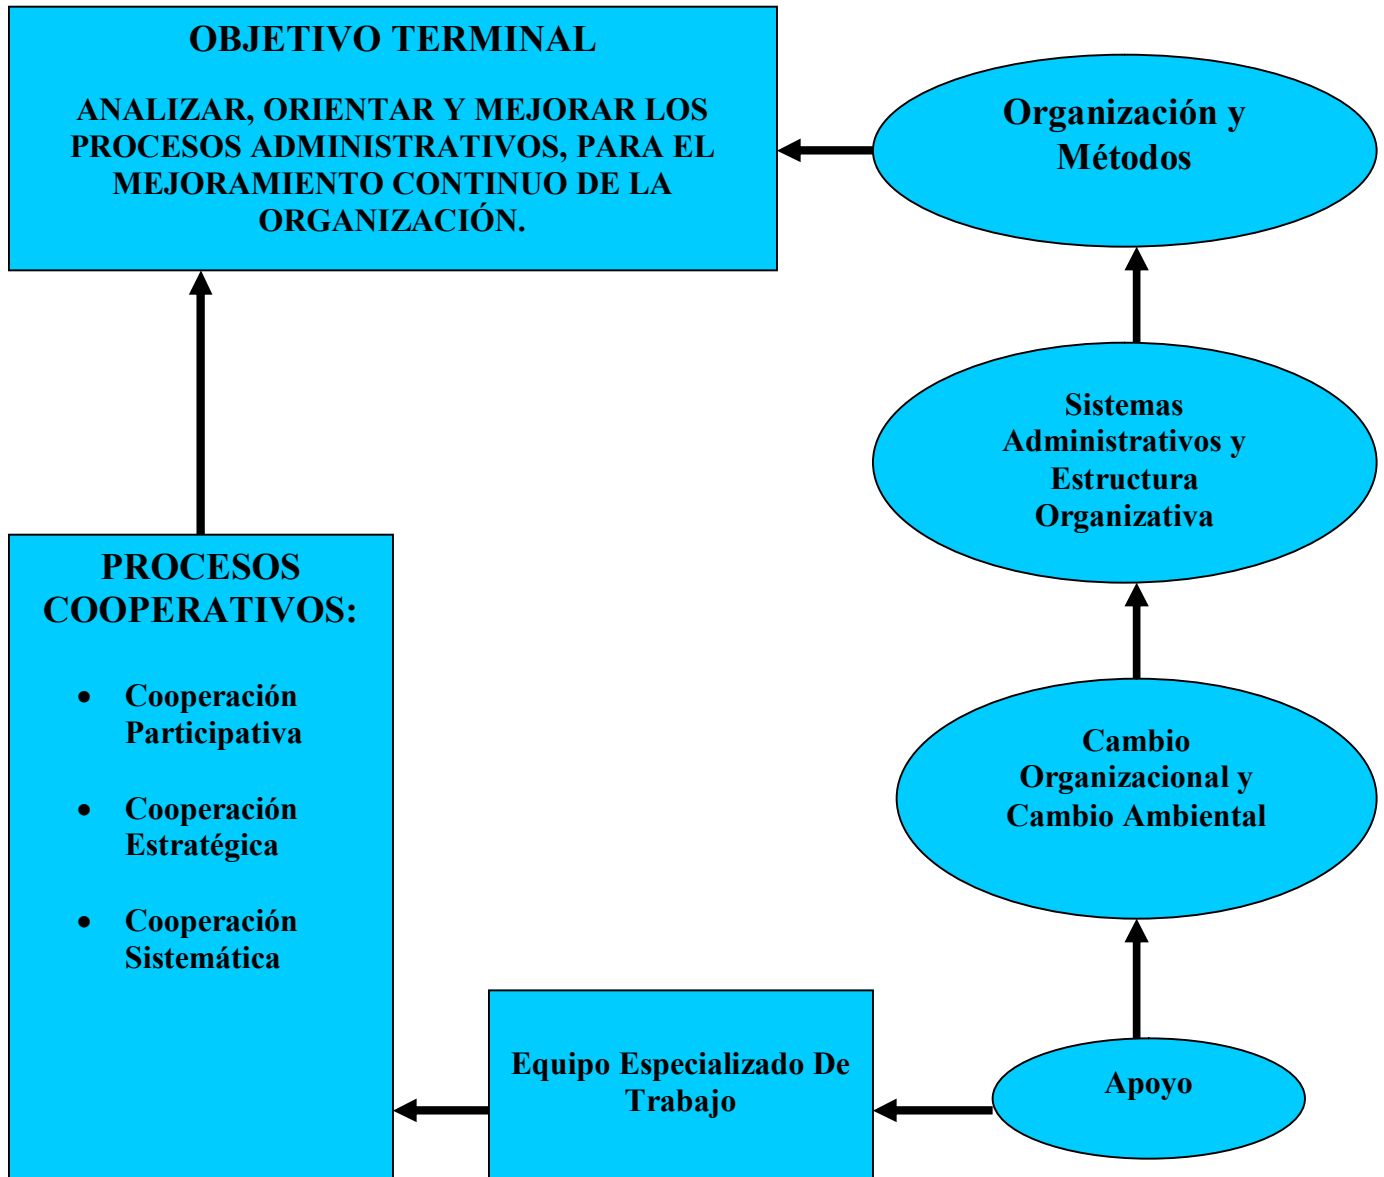 OBJETIVO TERMINAL
ANALIZAR, ORIENTAR Y MEJORAR LOS
PROCESOS ADMINISTRATIVOS, PARA EL
MEJORAMIENTO CONTINUO DE LA
ORGANIZACIÓN.
Organización y
Métodos
Sistemas
Administrativos y
Estructura
Organizativa
PROCESOS
COOPERATIVOS:
• Cooperación
Participativa
• Cooperación
Estratégica
• Cooperación
Sistemática
Cambio
Organizacional y
Cambio Ambiental
Equipo Especializado De
Trabajo
Apoyo